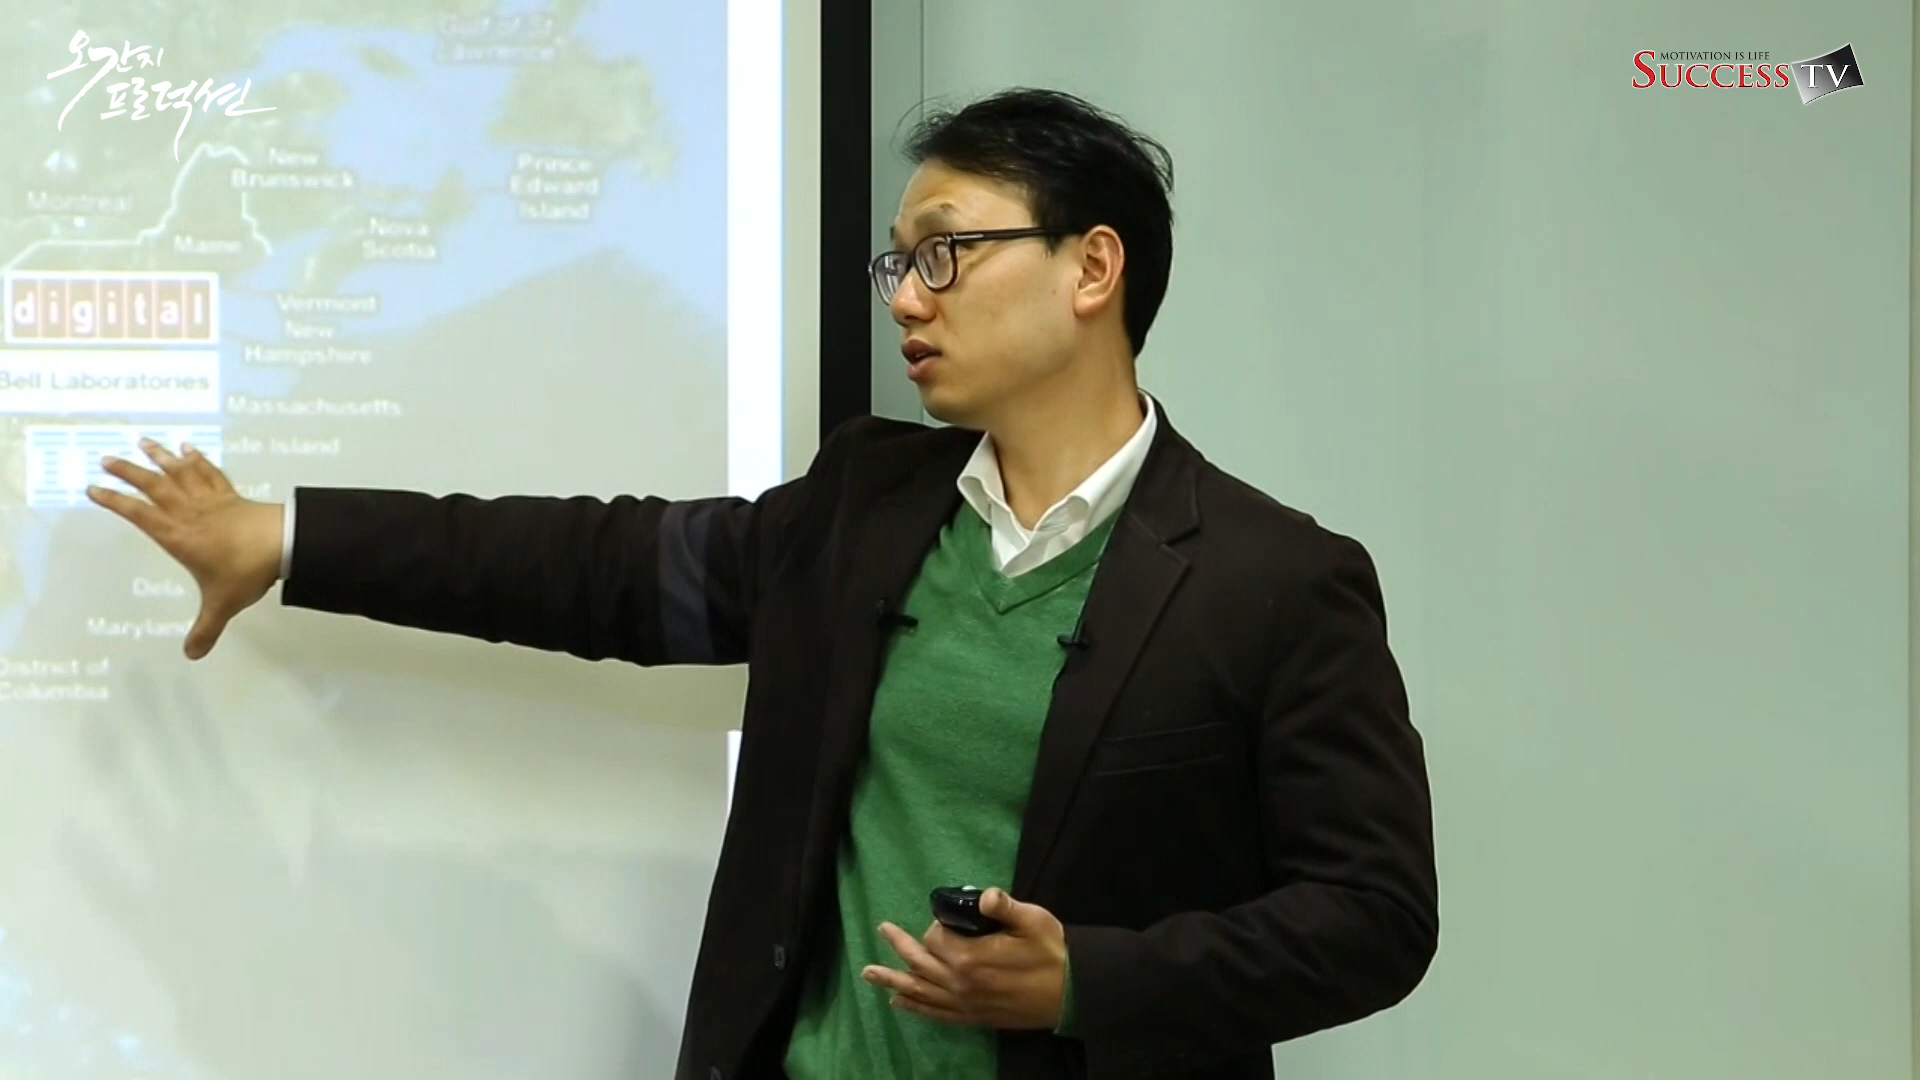 오간지
프로덕션
MOTIVATION IS LIFE
SUCCESS TV
Gulf of St
Lawrence
New
Brunswick
Prince
Edward
Island
Montreal
Nova
Scotia
Maine
digital
Vermont
New
Hampshire
Bell Laboratories
Massachusetts
ode Island
cut
Dela
Maryland
District of
Columbia